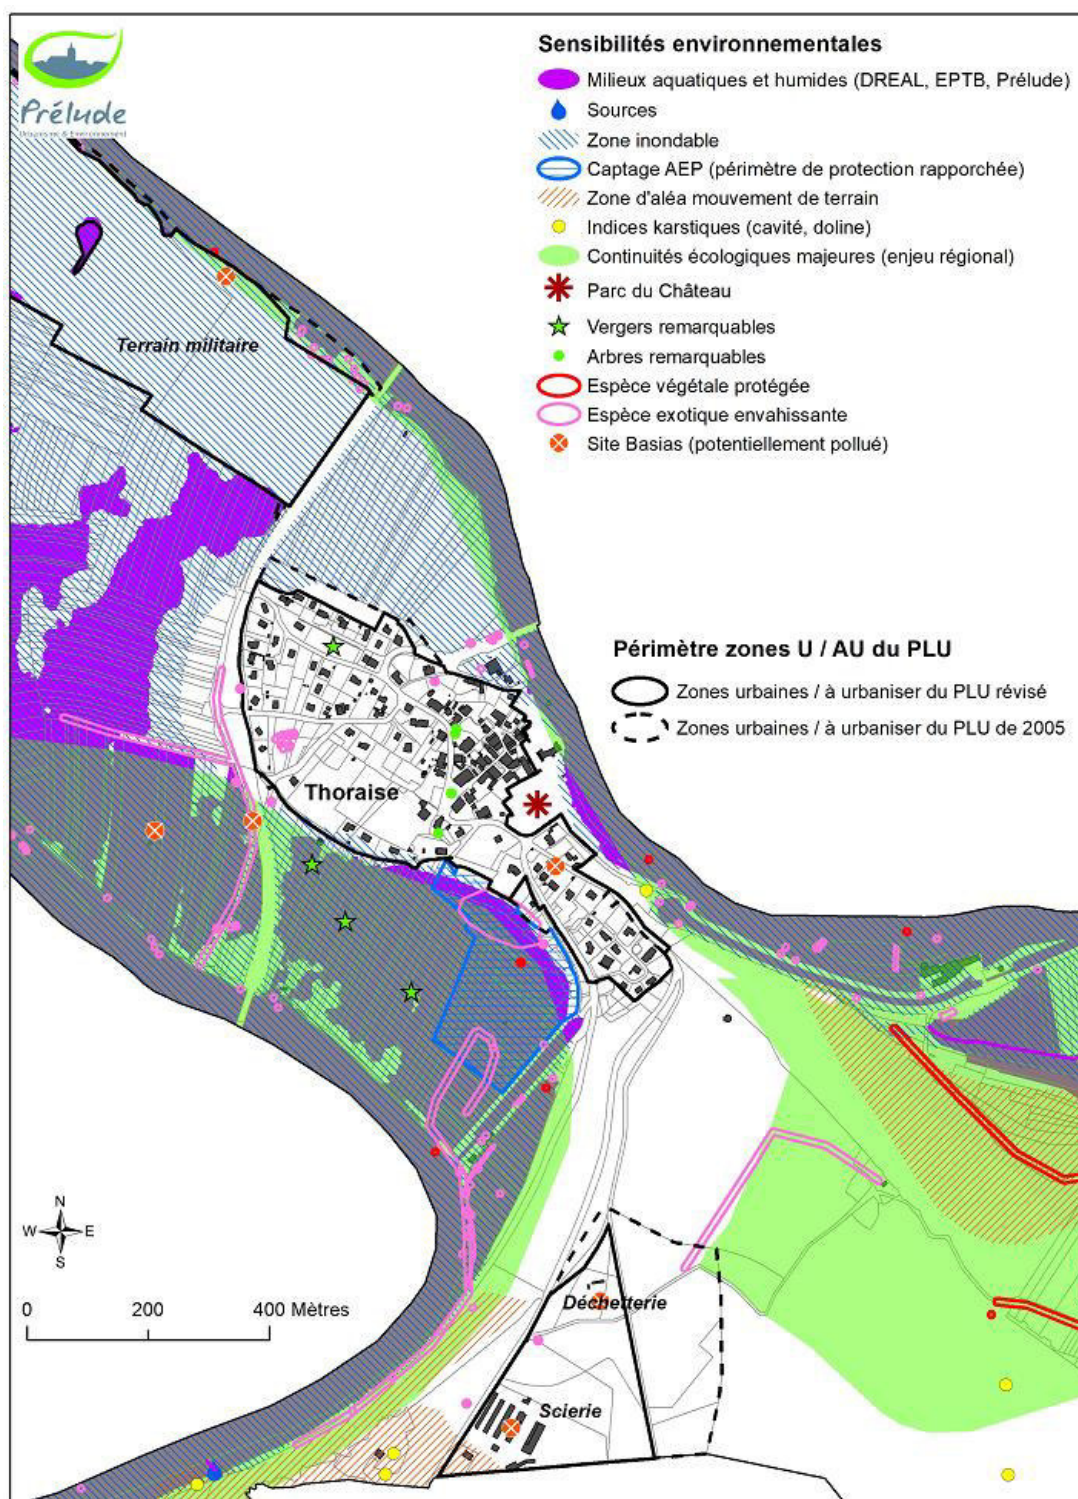 Prélude
Urbanisme & Environnement
Sensibilités environnementales
Milieux aquatiques et humides (DREAL, EPTB, Prélude)
Sources
Zone inondable
Captage AEP (périmètre de protection rapporchée)
Zone d'aléa mouvement de terrain
Indices karstiques (cavité, doline)
Continuités écologiques majeures (enjeu régional)
Parc du Château
Vergers remarquables
Arbres remarquables
Espèce végétale protégée
Espèce exotique envahissante
Site Basias (potentiellement pollué)
Terrain militaire
Périmètre zones U / AU du PLU
Zones urbaines / à urbaniser du PLU révisé
Zones urbaines / à urbaniser du PLU de 2005
Thoraise
N
W E
S
0 200 400 Mètres
Déchetterie
Scierie